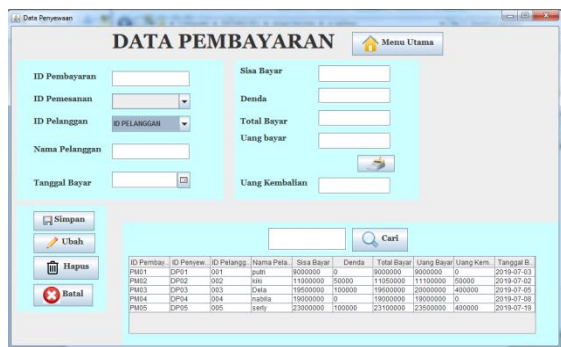 Data Penyewaan
DATA PEMBAYARAN
Menu Utama
ID Pembayaran
ID Pemesanan
ID Pelanggan
ID PELANGGAN
Nama Pelanggan
Tanggal Bayar
Sisa Bayar
Denda
Total Bayar
Uang bayar
Uang Kembalian
Simpan
Ubah
Hapus
Batal
Cari
ID Pembay... ID Penyew... ID Pelangg... Nama Pela... Sisa Bayar Denda Total Bayar Uang Bayar Uang Kem... Tanggal B...
PM01 DP01 001 putri 9000000 0 9000000 9000000 0 2019-07-03
PM02 DP02 002 kiki 11000000 50000 11050000 11100000 50000 2019-07-02
PM03 DP03 003 Dela 19500000 100000 19600000 20000000 400000 2019-07-05
PM04 DP04 004 nabila 19000000 0 19000000 19000000 0 2019-07-08
PM05 DP05 005 serly 23000000 100000 23100000 23500000 400000 2019-07-19